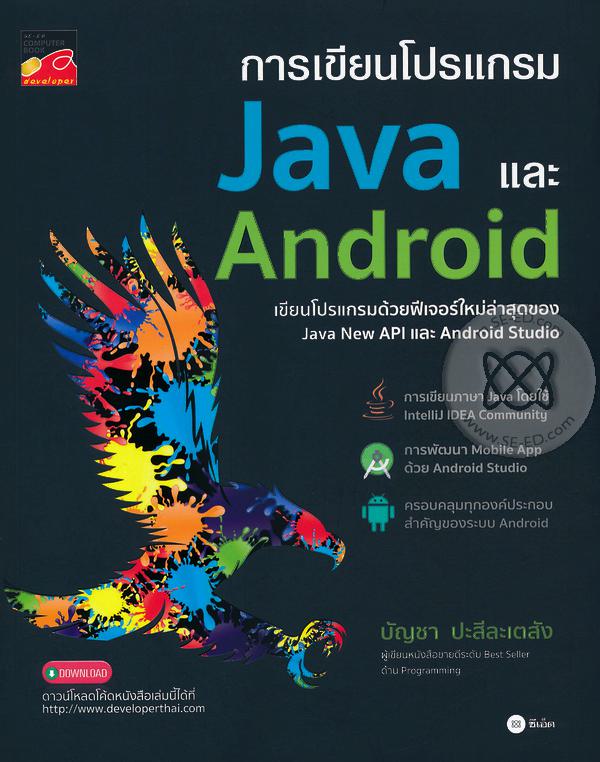 SE-ED
COMPUTER
BOOK
developer
การเขียนโปรแกรม
Java และ
Android
เขียนโปรแกรมด้วยฟีเจอร์ใหม่ล่าสุดของ
Java New API และ Android Studio
การเขียนภาษา Java โดยใช้
IntelliJ IDEA Community
การพัฒนา Mobile App
ด้วย Android Studio
ครอบคลุมทุกองค์ประกอบ
สำคัญของระบบ Android
SE-ED.com
www.SE-ED.com
บัญชา ปะสีละเตสัง
ผู้เขียนหนังสือขายดีระดับ Best Seller
ด้าน Programming
DOWNLOAD
ดาวน์โหลดโค้ดหนังสือเล่มนี้ได้ที่
http://www.developerthai.com
ซีเอ็ด